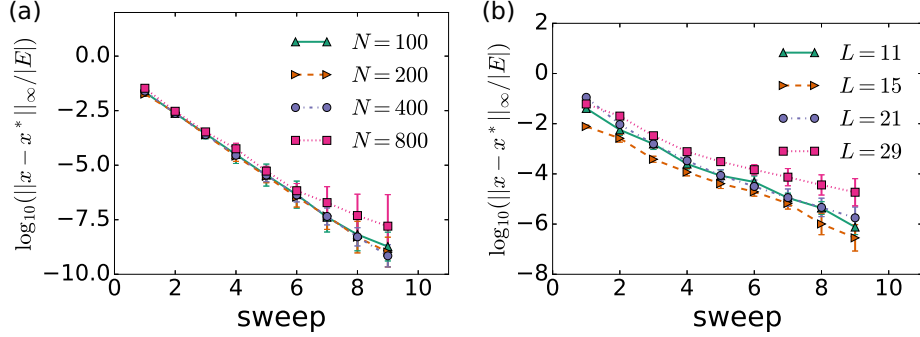 (a)
log10(||x − x* ||∞/|E|)
0.0
−2.5
−5.0
−7.5
−10.0
0 2 4 6 8 10
sweep
N = 100
N = 200
N = 400
N = 800
(b)
log10(||x − x* ||∞/|E|)
2
0
−2
−4
−6
−8
0 2 4 6 8 10
sweep
L = 11
L = 15
L = 21
L = 29